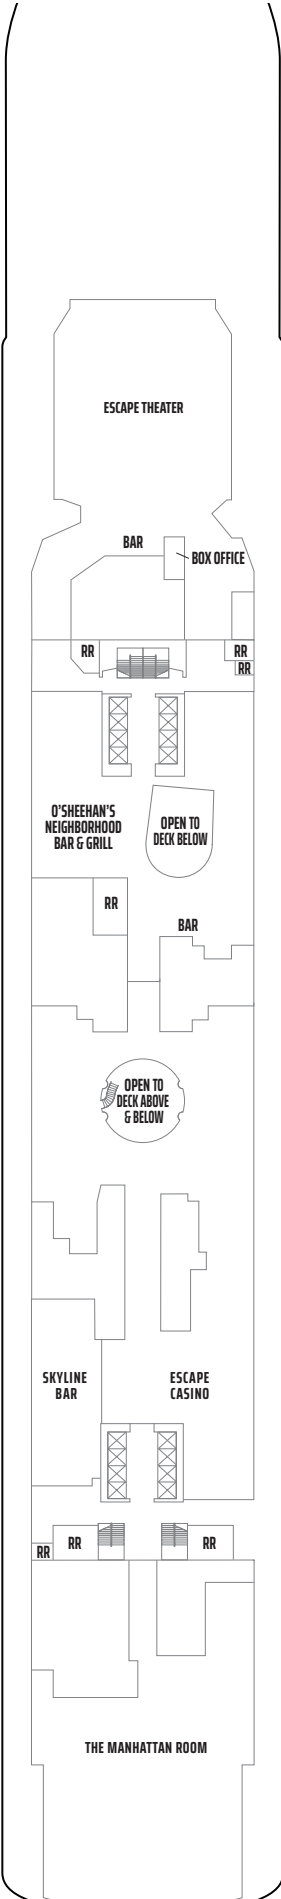 ESCAPE THEATER
BAR
BOX OFFICE
RR
RR
RR
O'SHEEHAN'S
NEIGHBORHOOD
BAR & GRILL
OPEN TO
DECK BELOW
RR
BAR
OPEN TO
DECK ABOVE
& BELOW
SKYLINE
BAR
ESCAPE
CASINO
RR
RR
RR
THE MANHATTAN ROOM